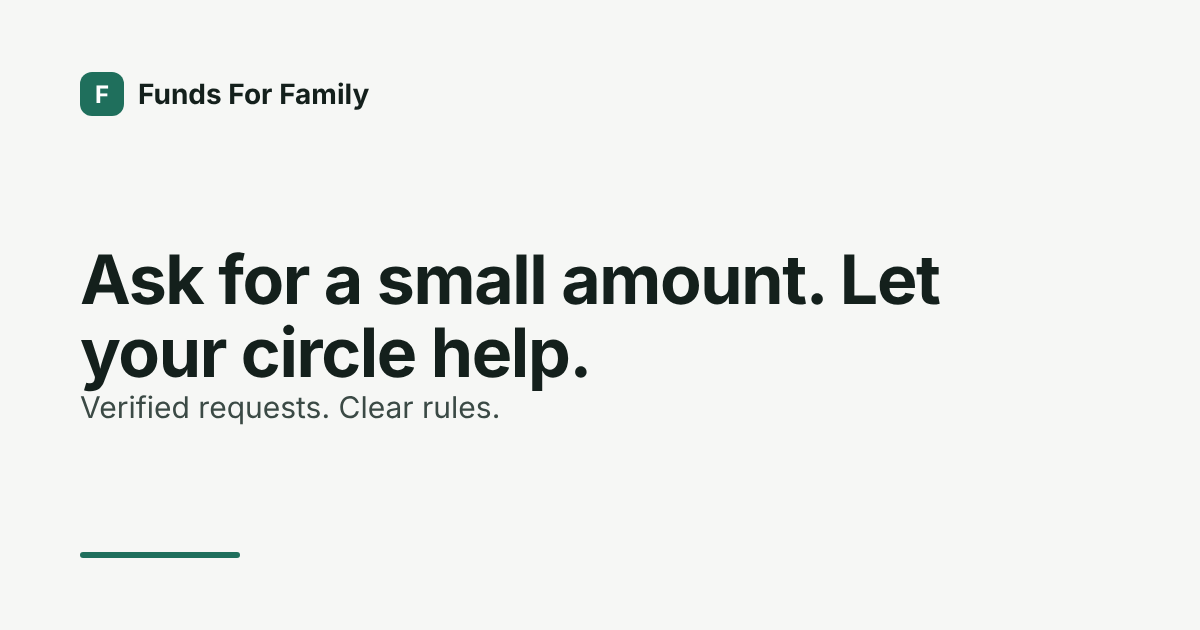 F
Funds For Family
Ask for a small amount. Let
your circle help.
Verified requests. Clear rules.